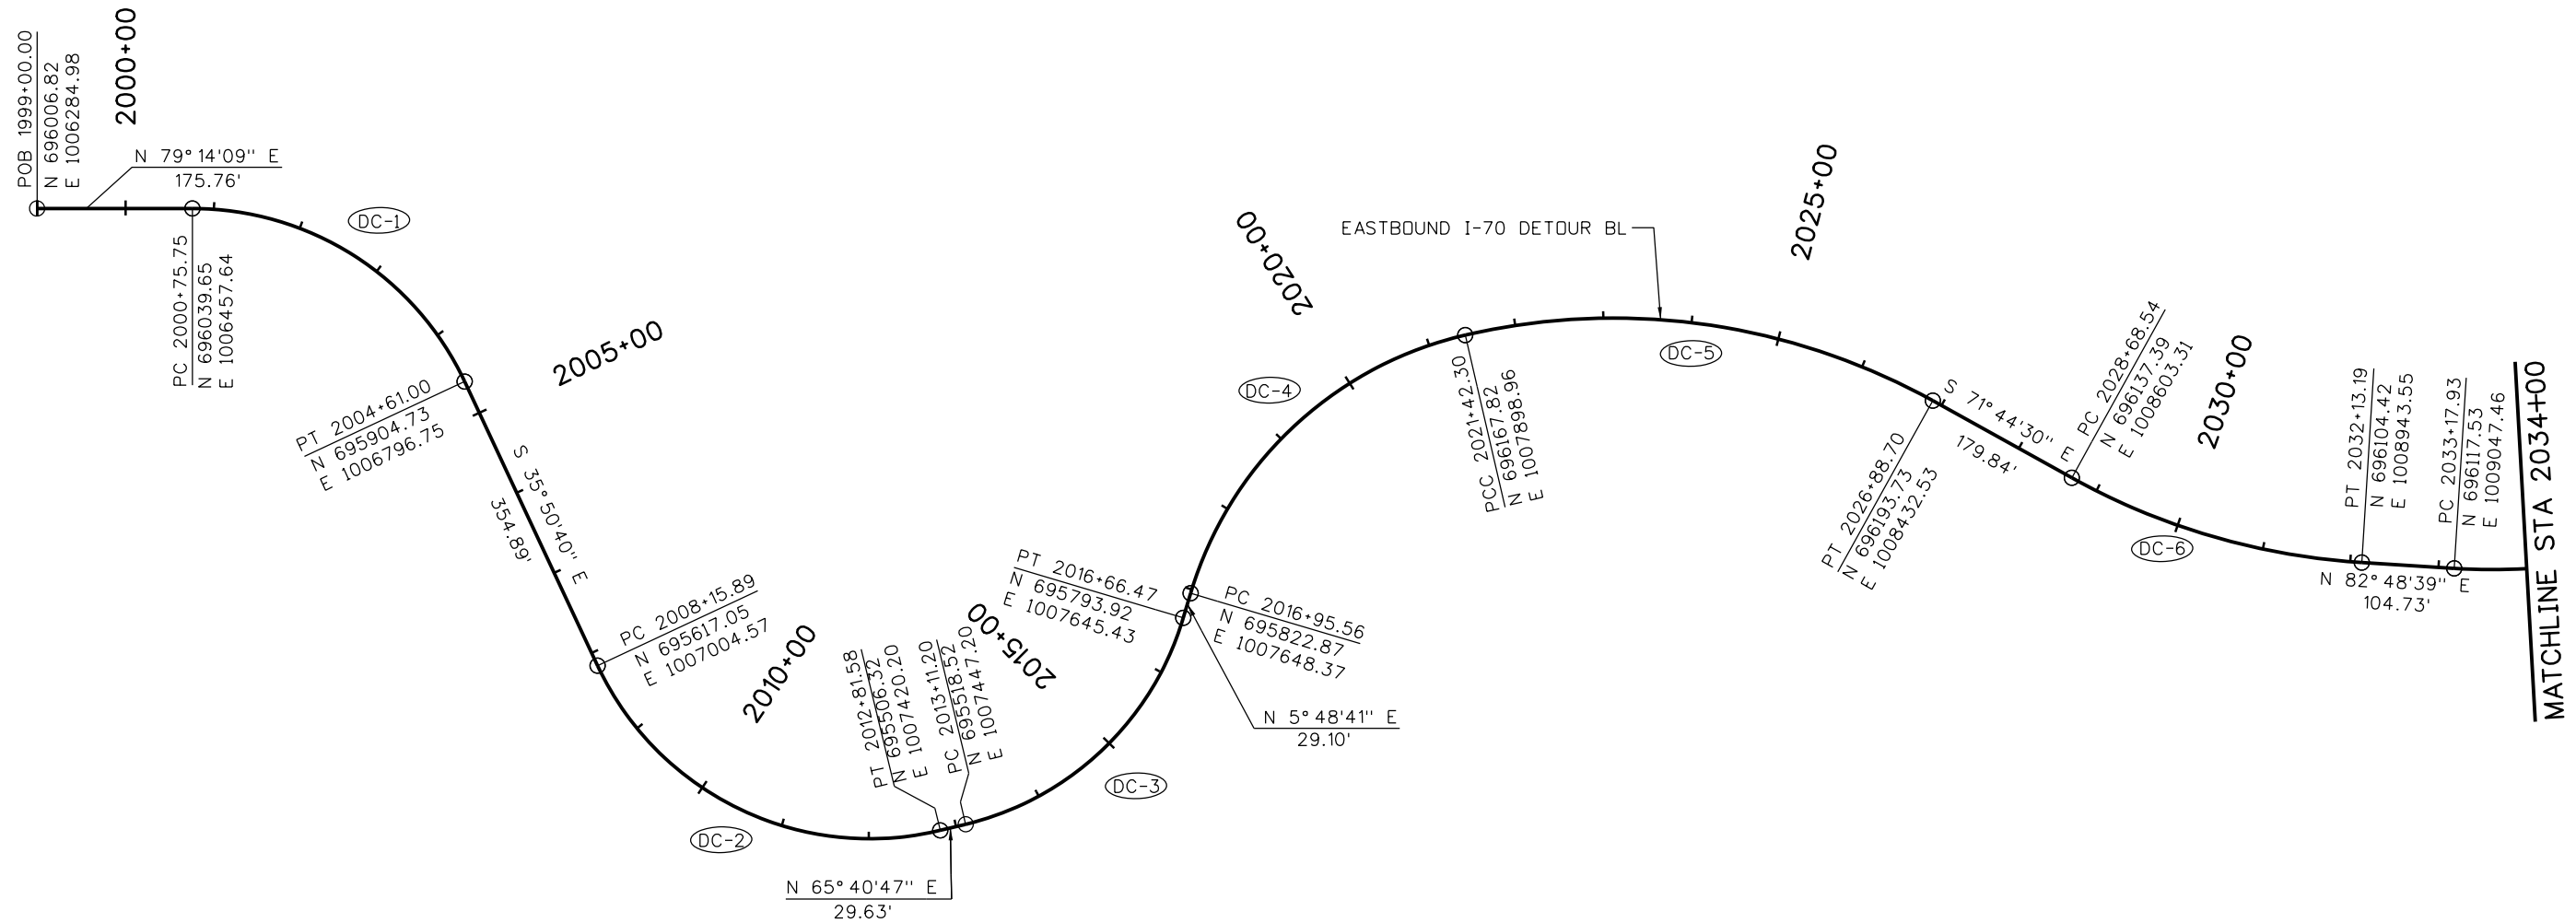 POB 1999+00.00
N 696006.82
E 1006284.98
2000+00
N 79°14'09" E
175.76'
DC-1
PC 2000+75.75
N 696039.65
E 1006457.64
2005+00
PT 2004+61.00
N 695904.73
E 1006796.75
S 35°50'40" E
354.89'
PC 2008+15.89
N 695617.05
E 1007004.57
2010+00
DC-2
PT 2012+81.58
N 695506.32
E 1007420.20
PC 2013+11.20
N 695518.52
E 1007447.20
N 65°40'47" E
29.63'
2015+00
DC-3
PT 2016+66.47
N 695793.92
E 1007645.43
PC 2016+95.56
N 695822.87
E 1007648.37
N 5°48'41" E
29.10'
2020+00
DC-4
EASTBOUND I-70 DETOUR BL
PCC 2021+42.30
N 696167.82
E 1007898.96
DC-5
2025+00
PT 2026+88.70
N 696193.73
E 1008432.53
S 71°44'30" E
179.84'
PC 2028+68.54
N 696137.39
E 1008603.31
2030+00
DC-6
PT 2032+13.19
N 696104.42
E 1008943.55
PC 2033+17.93
N 696117.53
E 1009047.46
N 82°48'39" E
104.73'
MATCHLINE STA 2034+00